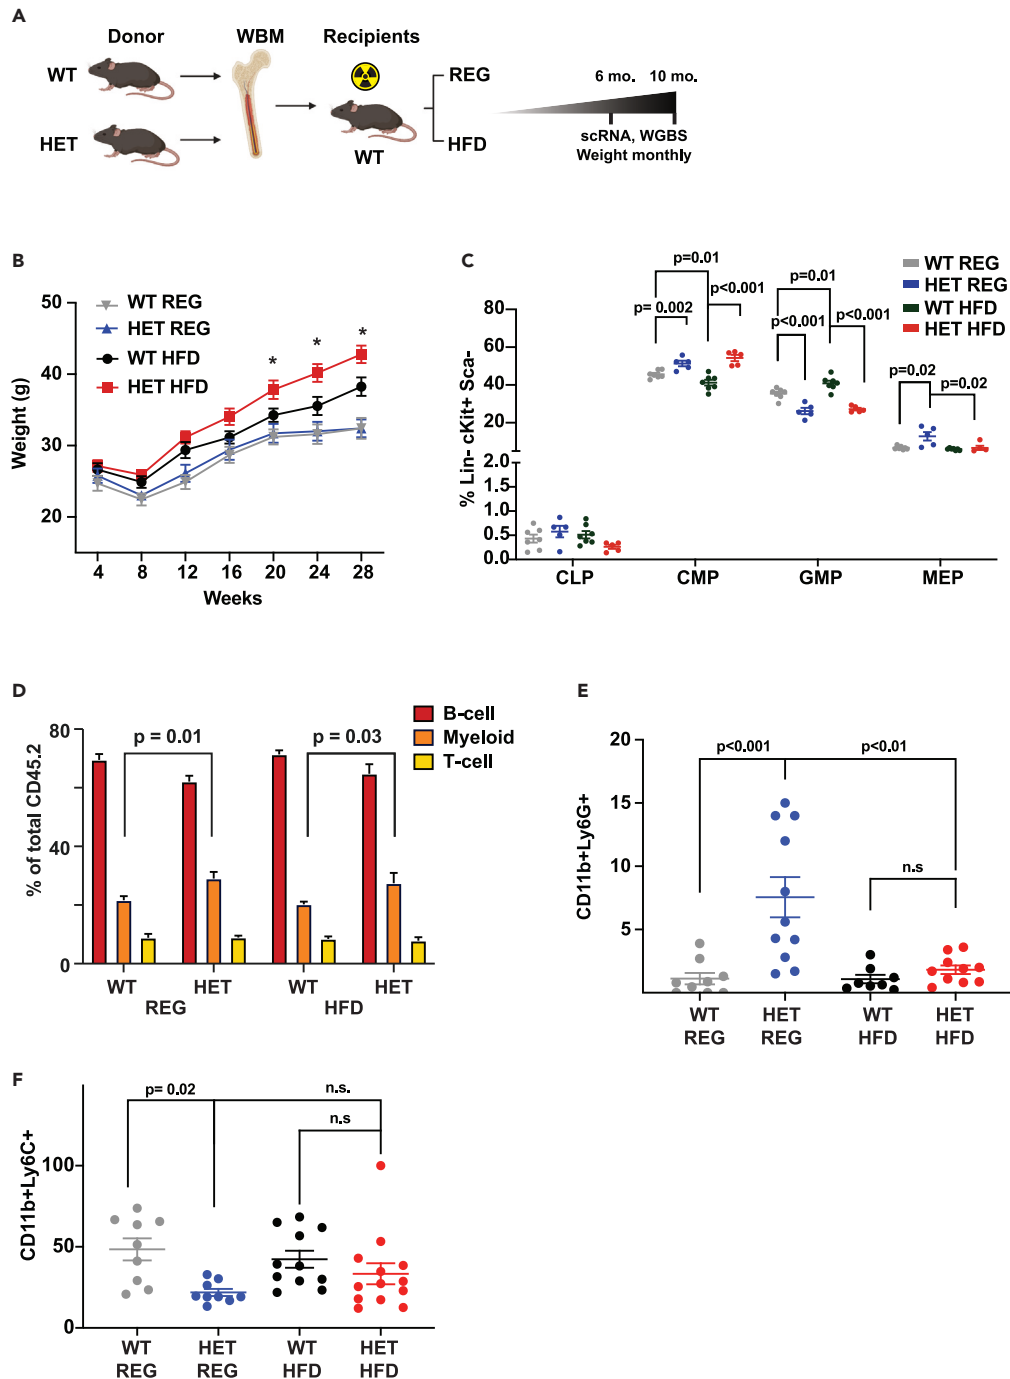 A
Donor
WBM
Recipients
WT
REG
6 mo.
10 mo.
HET
HFD
WT
scRNA, WGBS
Weight monthly
B
Weight (g)
50
40
30
20
WT REG
HET REG
WT HFD
HET HFD
*
*
*
4
8
12
16
20
24
28
Weeks
C
WT REG
HET REG
WT HFD
HET HFD
% Lin- cKit+ Sca-
80
60
40
20
2.0
1.5
1.0
0.5
0.0
p=0.01
p<0.001
p= 0.002
p=0.01
p<0.001
p<0.001
p=0.02
p=0.02
CLP
CMP
GMP
MEP
D
B-cell
Myeloid
T-cell
% of total CD45.2
80
40
0
p = 0.01
p = 0.03
WT
HET
WT
HET
REG
HFD
E
CD11b+Ly6G+
20
15
10
5
p<0.001
p<0.01
n.s
WT
REG
HET
REG
WT
HFD
HET
HFD
F
CD11b+Ly6C+
100
50
0
p= 0.02
n.s.
n.s
WT
REG
HET
REG
WT
HFD
HET
HFD